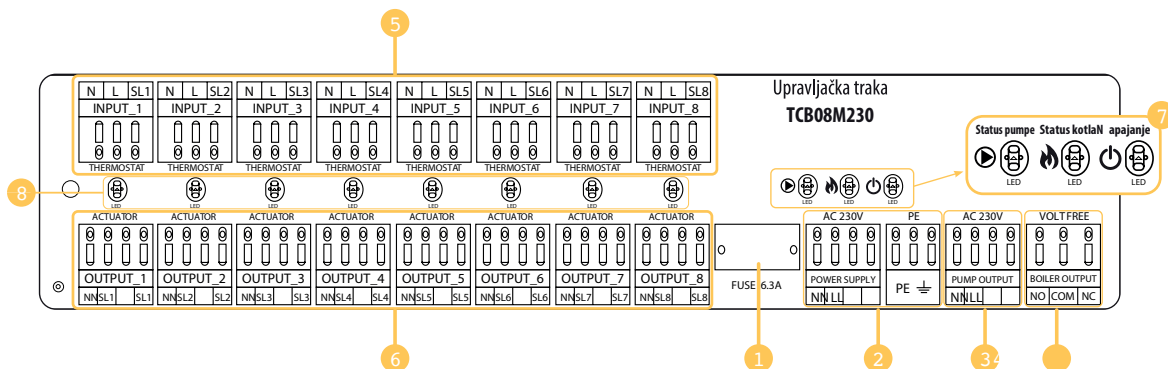 5
Upravljačka traka
TCB08M230
7
Status pumpe Status kotlaN apajanje
LED LED LED
N L SL1 N L SL2 N L SL3 N L SL4 N L SL5 N L SL6 N L SL7 N L SL8
INPUT_1 INPUT_2 INPUT_3 INPUT_4 INPUT_5 INPUT_6 INPUT_7 INPUT_8
THERMOSTAT THERMOSTAT THERMOSTAT THERMOSTAT THERMOSTAT THERMOSTAT THERMOSTAT THERMOSTAT
8
LED LED LED LED LED LED LED LED
LED LED LED
ACTUATOR ACTUATOR ACTUATOR ACTUATOR ACTUATOR ACTUATOR ACTUATOR ACTUATOR
AC 230V PE AC 230V VOLT FREE
OUTPUT_1 OUTPUT_2 OUTPUT_3 OUTPUT_4 OUTPUT_5 OUTPUT_6 OUTPUT_7 OUTPUT_8
NNSL1 SL1 NNSL2 SL2 NNSL3 SL3 NNSL4 SL4 NNSL5 SL5 NNSL6 SL6 NNSL7 SL7 NNSL8 SL8
FUSE 6.3A
POWER SUPPLY
NNLL
PE
PUMP OUTPUT
NNLL
BOILER OUTPUT
NO COM NC
6 1 2 34